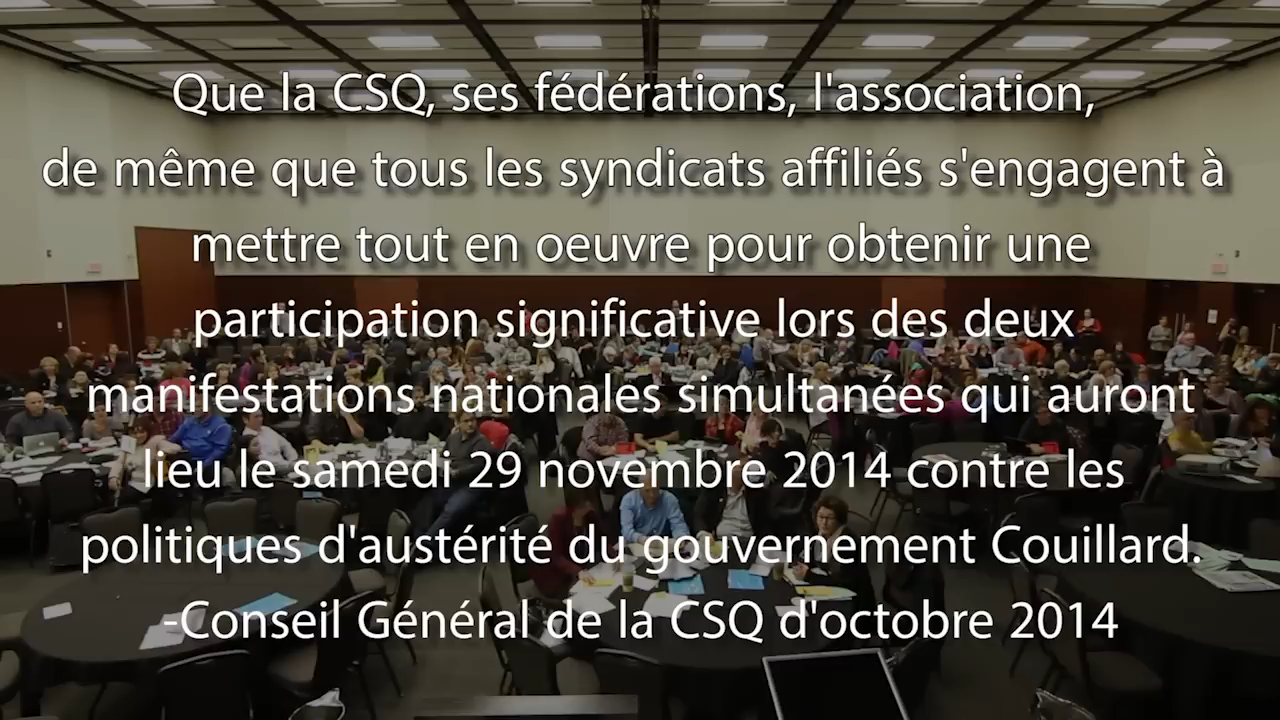 Que la CSQ, ses fédérations, l'association,
de même que tous les syndicats affiliés s'engagent à
mettre tout en oeuvre pour obtenir une
participation significative lors des deux
manifestations nationales simultanées qui auront
lieu le samedi 29 novembre 2014 contre les
politiques d'austérité du gouvernement Couillard.
-Conseil Général de la CSQ d'octobre 2014